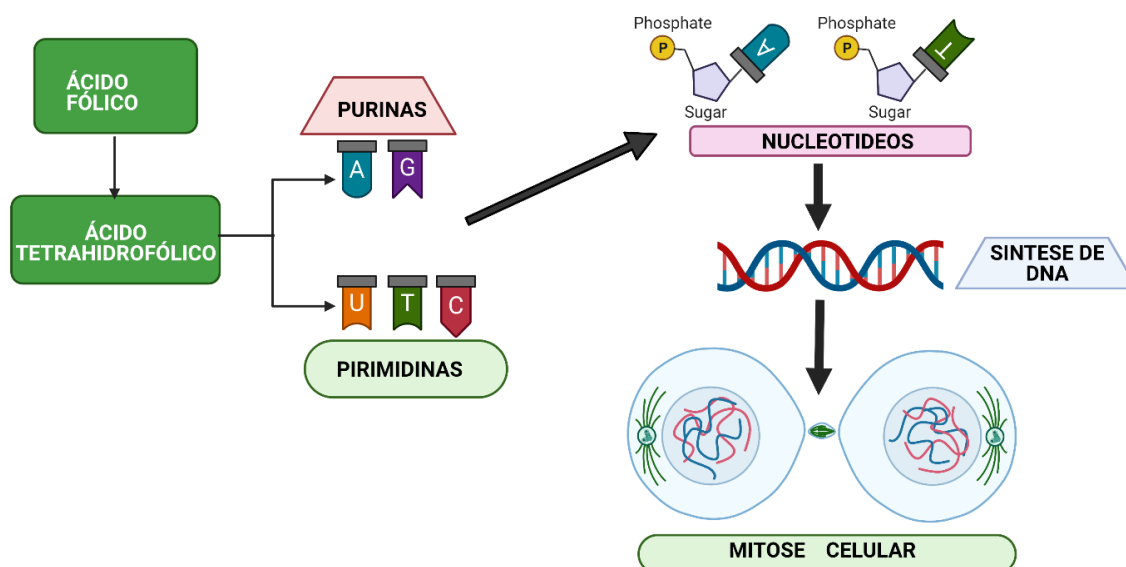 ÁCIDO
FÓLICO
ÁCIDO
TETRAHIDROFÓLICO
PURINAS
A
G
U
T
C
PIRIMIDINAS
Phosphate
P
A
Sugar
Phosphate
P
T
Sugar
NUCLEOTIDEOS
SINTESE DE
DNA
MITOSE CELULAR